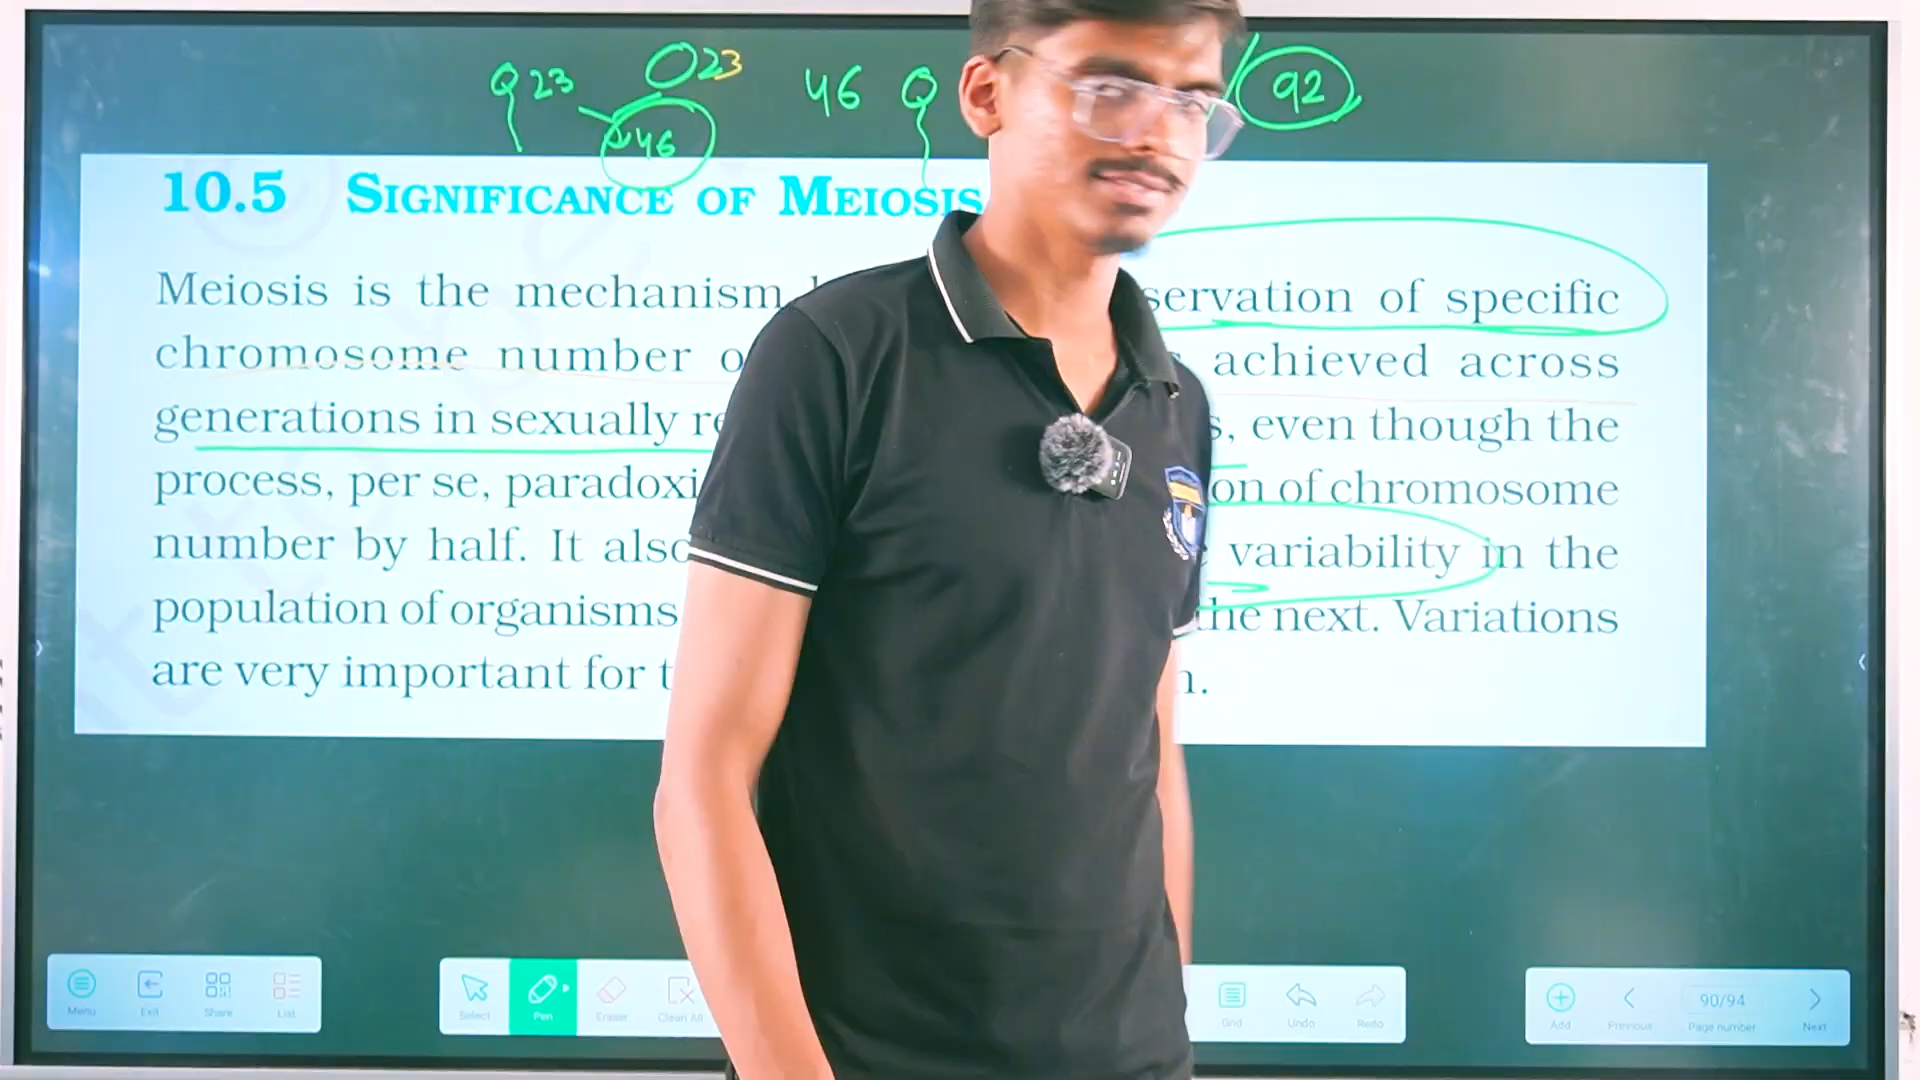 23 23 46 92
46
10.5 SIGNIFICANCE OF MEIOSIS
Meiosis is the mechanism servation of specific
chromosome number achieved across
generations in sexually even though the
process, per se, of chromosome
number by half. It also variability in the
population of organisms the next. Variations
are very important for
Menu Exit Share List Select Pen Eraser Clean All Grid Undo Redo Add Previous 90/94 Page number Next